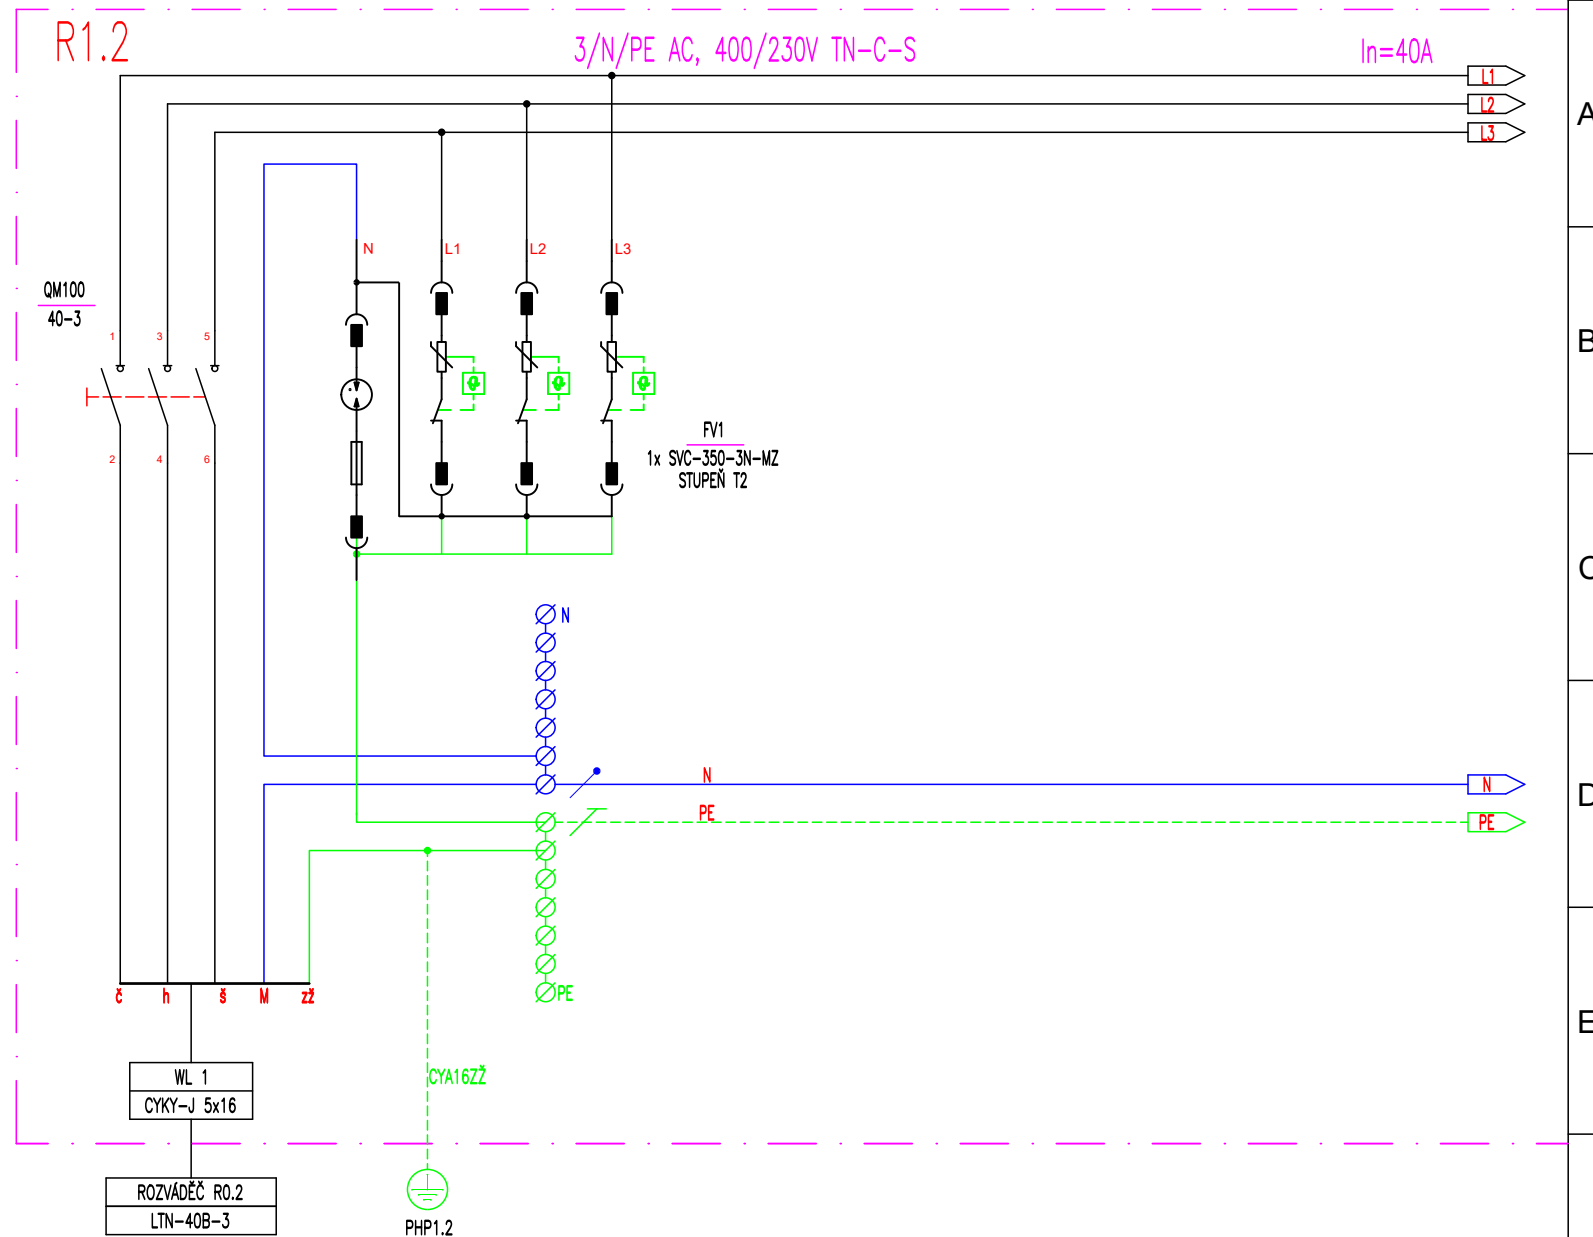 R1.2
3/N/PE AC, 400/230V TN-C-S
In=40A
L1
L2
L3
A
N
L1
L2
L3
QM100
40-3
1
3
5
B
FV1
1x SVC-350-3N-MZ
STUPEŇ T2
2
4
6
C
N
N
N
D
PE
PE
č
h
š
M
zž
PE
E
WL 1
CYKY-J 5x16
CYA16ZŽ
ROZVÁDĚČ R0.2
LTN-40B-3
PHP1.2